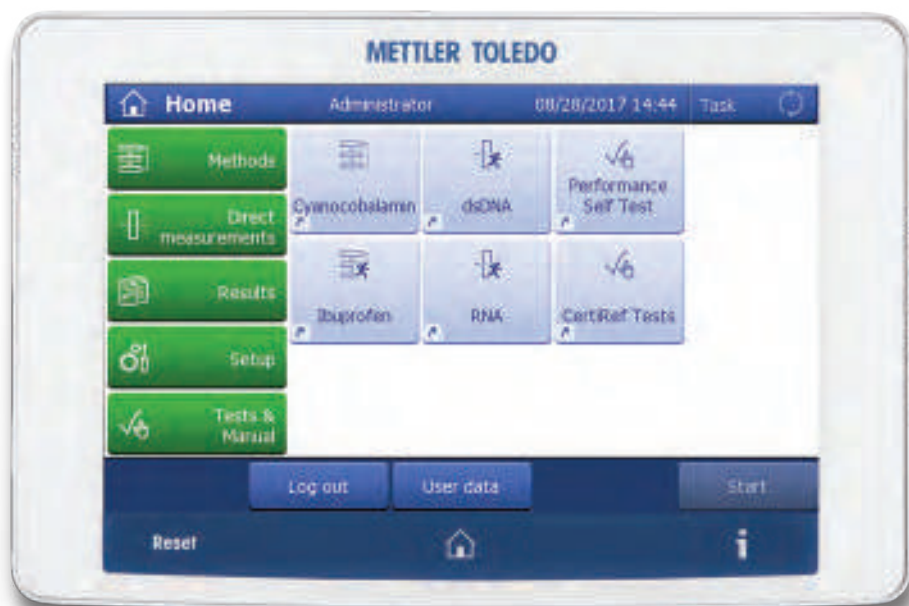 METTLER TOLEDO
Home Administrator 08/28/2017 14:44 Task
Methods
Direct
measurements
Results
Setup
Tests &
Manual
Cyanocobalamin
dsDNA
Performance
Self Test
Ibuprofen
RNA
CertiRef Tests
Log out User data Start
Reset
i